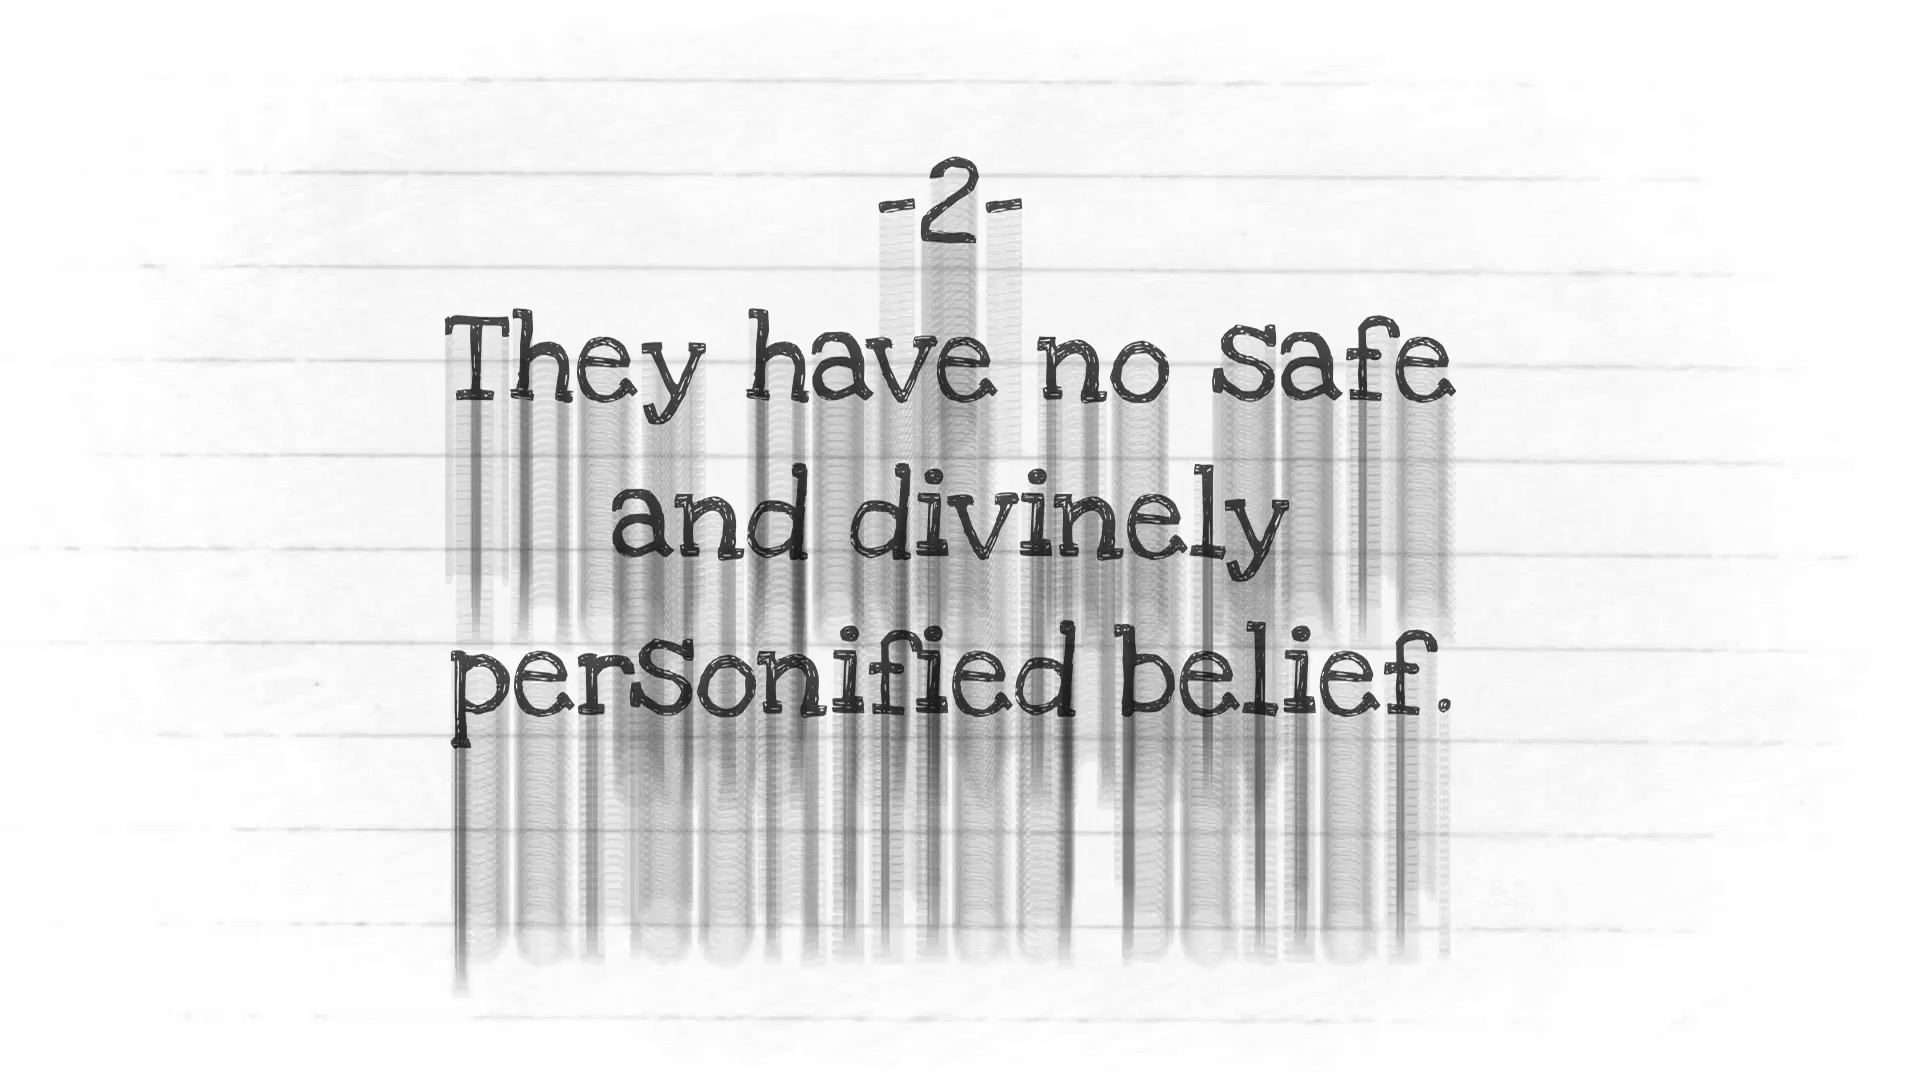 -2-
They have no Safe
and divinely
perSonified belief.